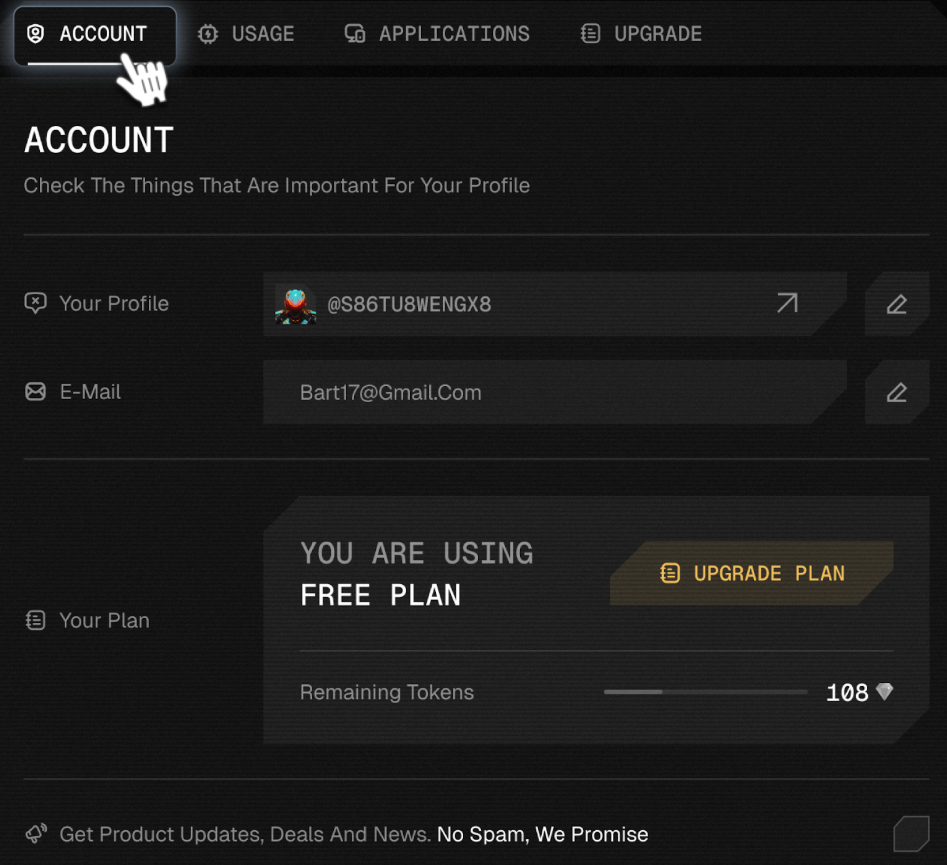 ACCOUNT
USAGE
APPLICATIONS
UPGRADE
ACCOUNT
Check The Things That Are Important For Your Profile
Your Profile
@S86TU8WENGX8
E-Mail
Bart17@Gmail.Com
Your Plan
YOU ARE USING
FREE PLAN
UPGRADE PLAN
Remaining Tokens
108
Get Product Updates, Deals And News. No Spam, We Promise